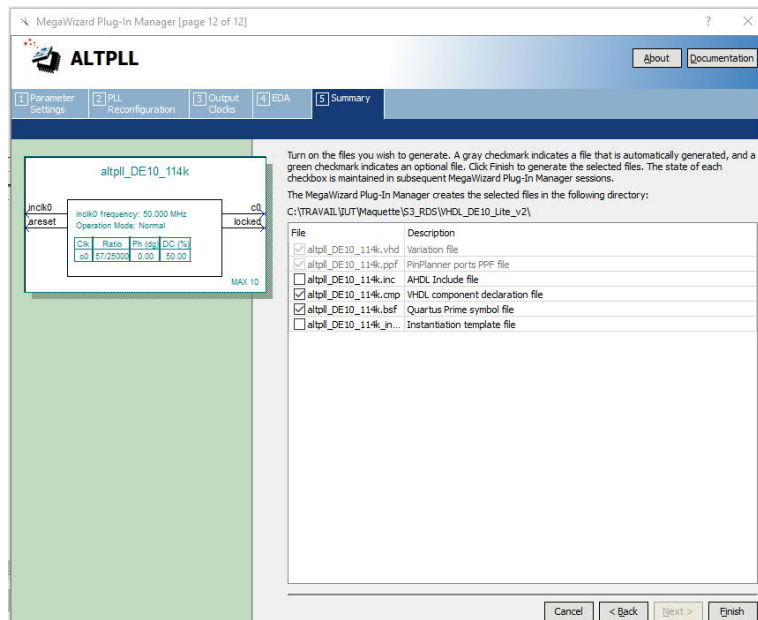 MegaWizard Plug-In Manager [page 12 of 12]
? ×
ALTPLL
About
Documentation
1 Parameter Settings
2 PLL Reconfiguration
3 Output Clocks
4 EDA
5 Summary
altpll_DE10_114k
inclk0
areset
inclk0 frequency: 50.000 MHz
Operation Mode: Normal
Clk Ratio Ph (dg) DC (%)
c0 57/25000 0.00 50.00
c0
locked
MAX 10
Turn on the files you wish to generate. A gray checkmark indicates a file that is automatically generated, and a
green checkmark indicates an optional file. Click Finish to generate the selected files. The state of each
checkbox is maintained in subsequent MegaWizard Plug-In Manager sessions.
The MegaWizard Plug-In Manager creates the selected files in the following directory:
C:\TRAVAIL\IUT\Maquette\S3_RDS\VHDL_DE10_Lite_v2\
File Description
altpll_DE10_114k.vhd Variation file
altpll_DE10_114k.ppf PinPlanner ports PPF file
altpll_DE10_114k.inc AHDL Include file
altpll_DE10_114k.cmp VHDL component declaration file
altpll_DE10_114k.bsf Quartus Prime symbol file
altpll_DE10_114k_in... Instantiation template file
Cancel
< Back
Next >
Finish